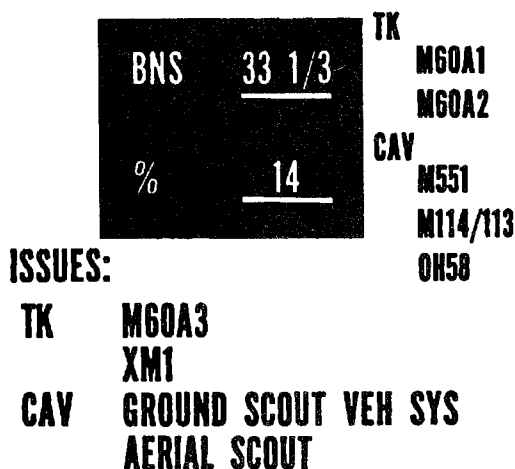 BNS 33 1/3
% 14
TK
M60A1
M60A2
CAV
M551
M114/113
OH58
ISSUES:
TK M60A3
XM1
CAV GROUND SCOUT VEH SYS
AERIAL SCOUT